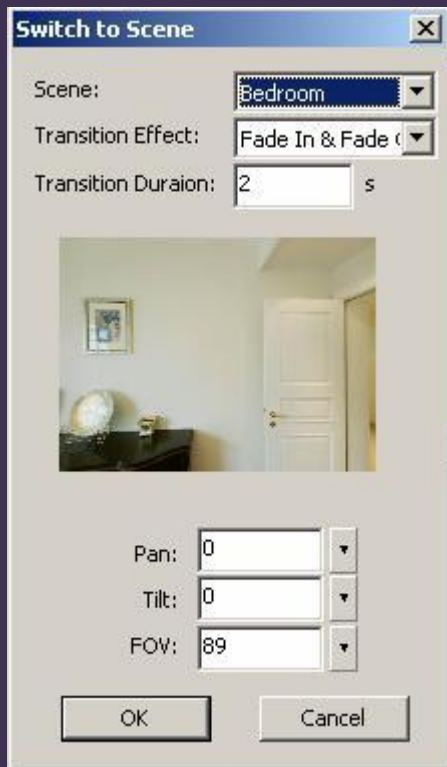 Switch to Scene
Scene: Bedroom
Transition Effect: Fade In & Fade
Transition Duraion: 2 s
Pan: 0
Tilt: 0
FOV: 89
OK Cancel